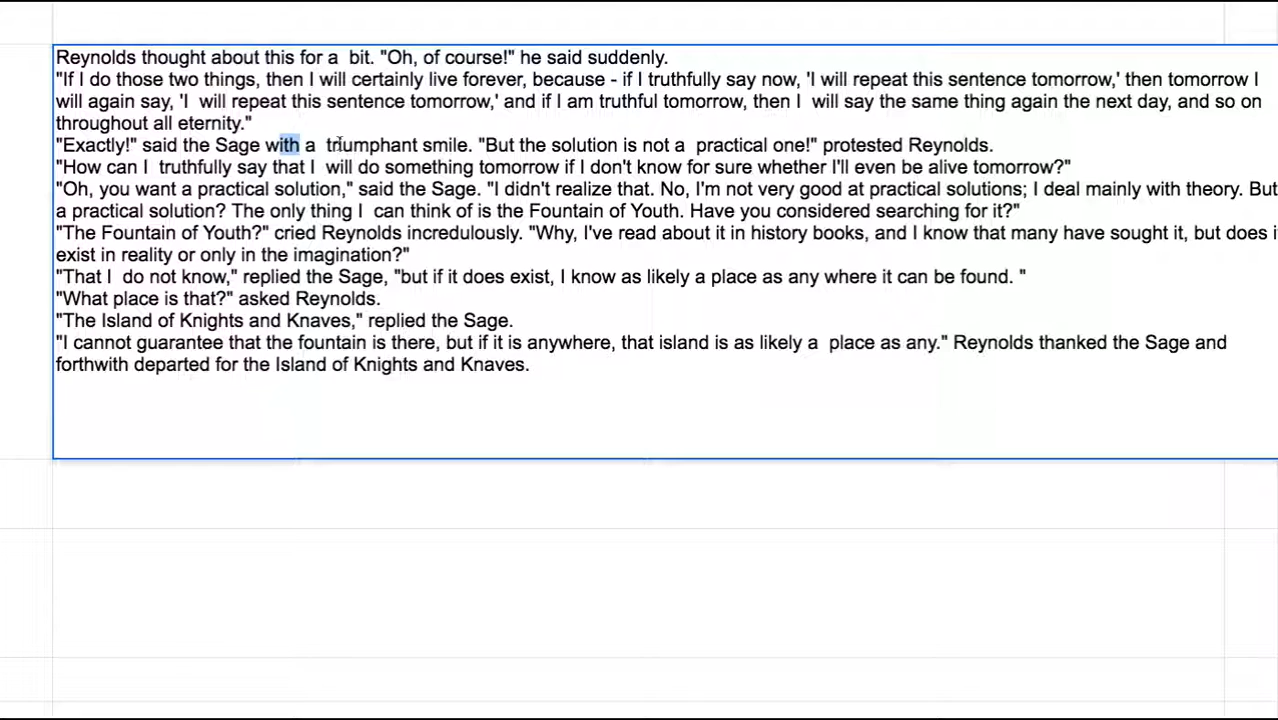 Reynolds thought about this for a  bit. "Oh, of course!" he said suddenly.
"If I do those two things, then I will certainly live forever, because - if I truthfully say now, 'I will repeat this sentence tomorrow,' then tomorrow I
will again say, 'I  will repeat this sentence tomorrow,' and if I am truthful tomorrow, then I  will say the same thing again the next day, and so on
throughout all eternity."
"Exactly!" said the Sage with a  triumphant smile. "But the solution is not a  practical one!" protested Reynolds.
"How can I  truthfully say that I  will do something tomorrow if I don't know for sure whether I'll even be alive tomorrow?"
"Oh, you want a practical solution," said the Sage. "I didn't realize that. No, I'm not very good at practical solutions; I deal mainly with theory. But
a practical solution? The only thing I  can think of is the Fountain of Youth. Have you considered searching for it?"
"The Fountain of Youth?" cried Reynolds incredulously. "Why, I've read about it in history books, and I know that many have sought it, but does i
exist in reality or only in the imagination?"
"That I  do not know," replied the Sage, "but if it does exist, I know as likely a place as any where it can be found. "
"What place is that?" asked Reynolds.
"The Island of Knights and Knaves," replied the Sage.
"I cannot guarantee that the fountain is there, but if it is anywhere, that island is as likely a  place as any." Reynolds thanked the Sage and
forthwith departed for the Island of Knights and Knaves.